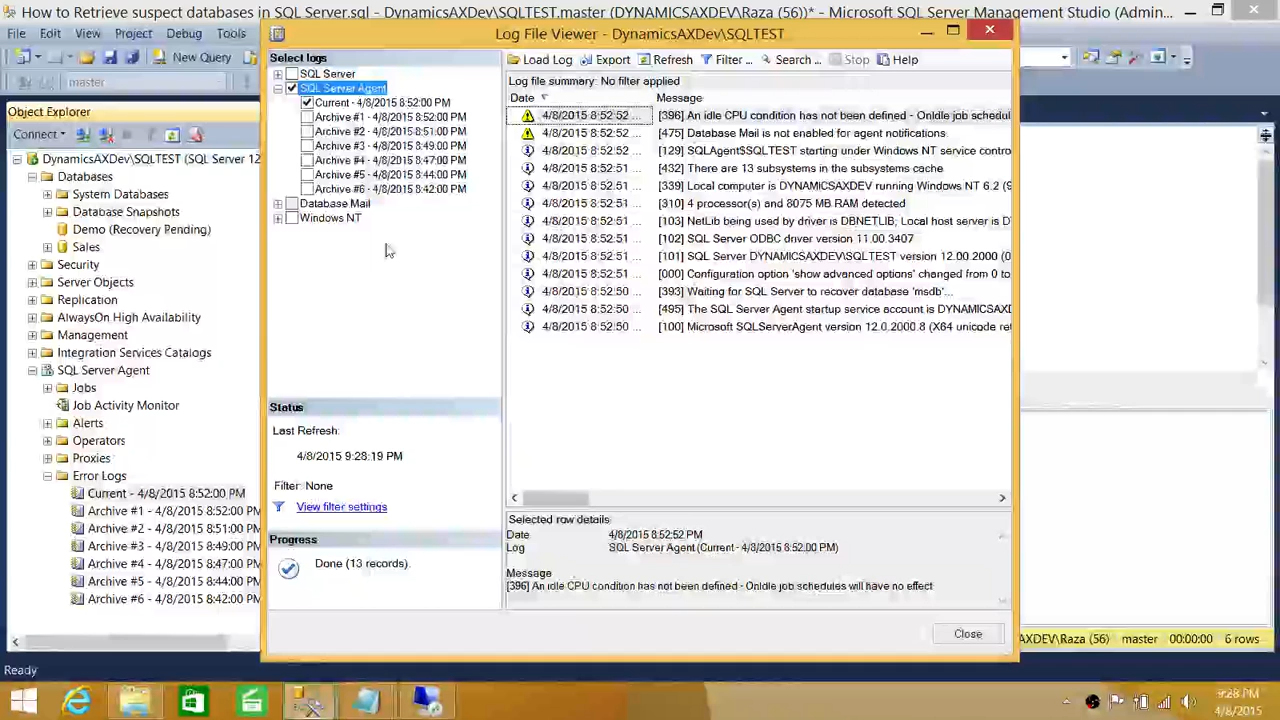 How to Retrieve suspect databases in SQL Server.sql - DynamicsAXDev\SQLTEST.master (DYNAMICSAXDEV\Raza (56))* - Microsoft SQL Server Management Studio (Admin...
File Edit View Project Debug Tools
New Query
master
Object Explorer
Connect
DynamicsAXDev\SQLTEST (SQL Server 12
Databases
System Databases
Database Snapshots
Demo (Recovery Pending)
Sales
Security
Server Objects
Replication
AlwaysOn High Availability
Management
Integration Services Catalogs
SQL Server Agent
Jobs
Job Activity Monitor
Alerts
Operators
Proxies
Error Logs
Current - 4/8/2015 8:52:00 PM
Archive #1 - 4/8/2015 8:52:00 PM
Archive #2 - 4/8/2015 8:51:00 PM
Archive #3 - 4/8/2015 8:49:00 PM
Archive #4 - 4/8/2015 8:47:00 PM
Archive #5 - 4/8/2015 8:44:00 PM
Archive #6 - 4/8/2015 8:42:00 PM
Log File Viewer - DynamicsAXDev\SQLTEST
Select logs
SQL Server
SQL Server Agent
Current - 4/8/2015 8:52:00 PM
Archive #1 - 4/8/2015 8:52:00 PM
Archive #2 - 4/8/2015 8:51:00 PM
Archive #3 - 4/8/2015 8:49:00 PM
Archive #4 - 4/8/2015 8:47:00 PM
Archive #5 - 4/8/2015 8:44:00 PM
Archive #6 - 4/8/2015 8:42:00 PM
Database Mail
Windows NT
Status
Last Refresh:
4/8/2015 9:28:19 PM
Filter: None
View filter settings
Progress
Done (13 records).
Load Log Export Refresh Filter ... Search ... Stop Help
Log file summary: No filter applied
Date Message
4/8/2015 8:52:52 ... [396] An idle CPU condition has not been defined - OnIdle job schedul
4/8/2015 8:52:52 ... [475] Database Mail is not enabled for agent notifications.
4/8/2015 8:52:52 ... [129] SQLAgent$SQLTEST starting under Windows NT service contro
4/8/2015 8:52:51 ... [432] There are 13 subsystems in the subsystems cache
4/8/2015 8:52:51 ... [339] Local computer is DYNAMICSAXDEV running Windows NT 6.2 (9
4/8/2015 8:52:51 ... [310] 4 processor(s) and 8075 MB RAM detected
4/8/2015 8:52:51 ... [103] NetLib being used by driver is DBNETLIB; Local host server is D
4/8/2015 8:52:51 ... [102] SQL Server ODBC driver version 11.00.3407
4/8/2015 8:52:51 ... [101] SQL Server DYNAMICSAXDEV\SQLTEST version 12.00.2000 (0
4/8/2015 8:52:51 ... [000] Configuration option 'show advanced options' changed from 0 to
4/8/2015 8:52:50 ... [393] Waiting for SQL Server to recover database 'msdb'...
4/8/2015 8:52:50 ... [495] The SQL Server Agent startup service account is DYNAMICSAX
4/8/2015 8:52:50 ... [100] Microsoft SQLServerAgent version 12.0.2000.8 (X64 unicode ret
Selected row details
Date 4/8/2015 8:52:52 PM
Log SQL Server Agent (Current - 4/8/2015 8:52:00 PM)
Message
[396] An idle CPU condition has not been defined - OnIdle job schedules will have no effect
Close
AXDEV\Raza (56) master 00:00:00 6 rows
Ready
9:28 PM
4/8/2015